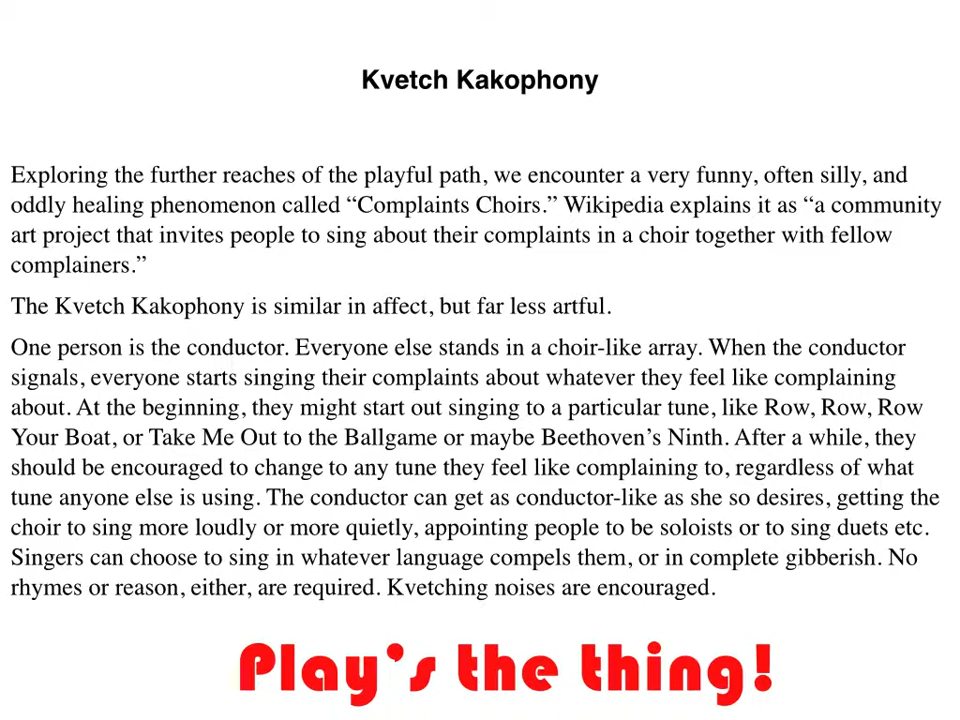 Kvetch Kakophony
Exploring the further reaches of the playful path, we encounter a very funny, often silly, and
oddly healing phenomenon called “Complaints Choirs.” Wikipedia explains it as “a community
art project that invites people to sing about their complaints in a choir together with fellow
complainers.”
The Kvetch Kakophony is similar in affect, but far less artful.
One person is the conductor. Everyone else stands in a choir-like array. When the conductor
signals, everyone starts singing their complaints about whatever they feel like complaining
about. At the beginning, they might start out singing to a particular tune, like Row, Row, Row
Your Boat, or Take Me Out to the Ballgame or maybe Beethoven’s Ninth. After a while, they
should be encouraged to change to any tune they feel like complaining to, regardless of what
tune anyone else is using. The conductor can get as conductor-like as she so desires, getting the
choir to sing more loudly or more quietly, appointing people to be soloists or to sing duets etc.
Singers can choose to sing in whatever language compels them, or in complete gibberish. No
rhymes or reason, either, are required. Kvetching noises are encouraged.
Play’s the thing!